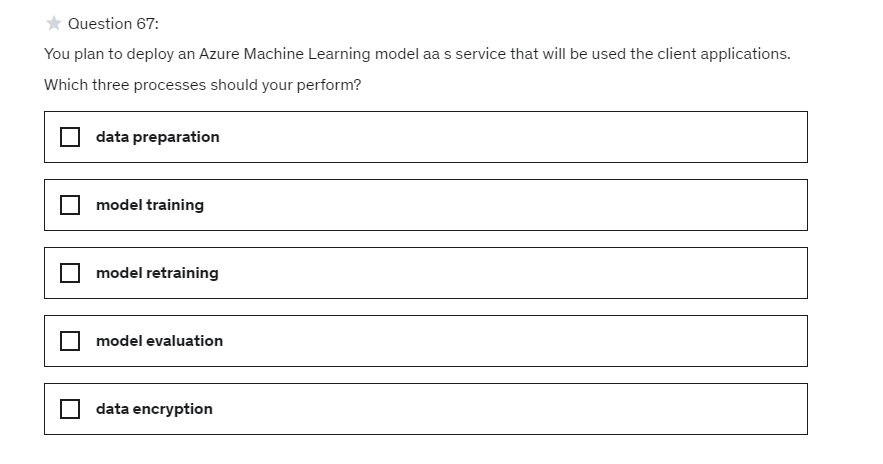 Question 67:
You plan to deploy an Azure Machine Learning model aa s service that will be used the client applications.
Which three processes should your perform?
data preparation
model training
model retraining
model evaluation
data encryption